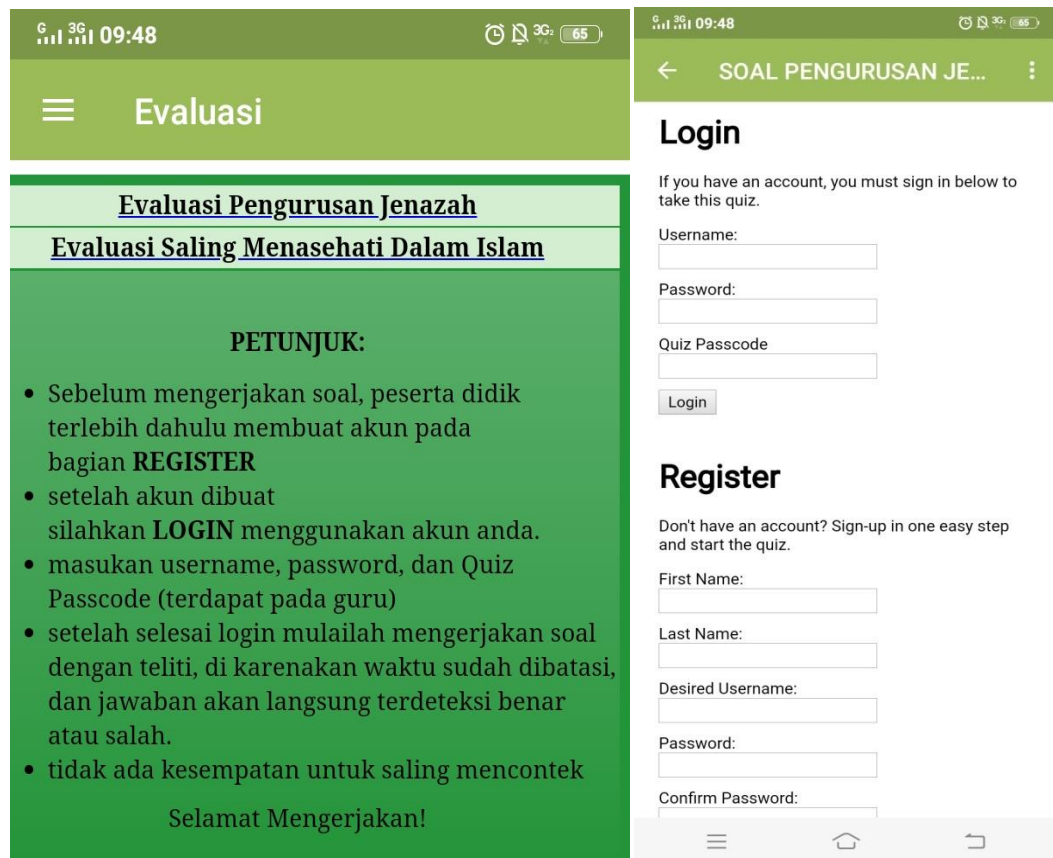 G 3G 09:48 3G2 65
Evaluasi
Evaluasi Pengurusan Jenazah
Evaluasi Saling Menasehati Dalam Islam
PETUNJUK:
• Sebelum mengerjakan soal, peserta didik
terlebih dahulu membuat akun pada
bagian REGISTER
• setelah akun dibuat
silahkan LOGIN menggunakan akun anda.
• masukan username, password, dan Quiz
Passcode (terdapat pada guru)
• setelah selesai login mulailah mengerjakan soal
dengan teliti, di karenakan waktu sudah dibatasi,
dan jawaban akan langsung terdeteksi benar
atau salah.
• tidak ada kesempatan untuk saling mencontek
Selamat Mengerjakan!
G 3G 09:48 3G2 65
SOAL PENGURUSAN JE...
Login
If you have an account, you must sign in below to
take this quiz.
Username:
Password:
Quiz Passcode
Login
Register
Don't have an account? Sign-up in one easy step
and start the quiz.
First Name:
Last Name:
Desired Username:
Password:
Confirm Password: